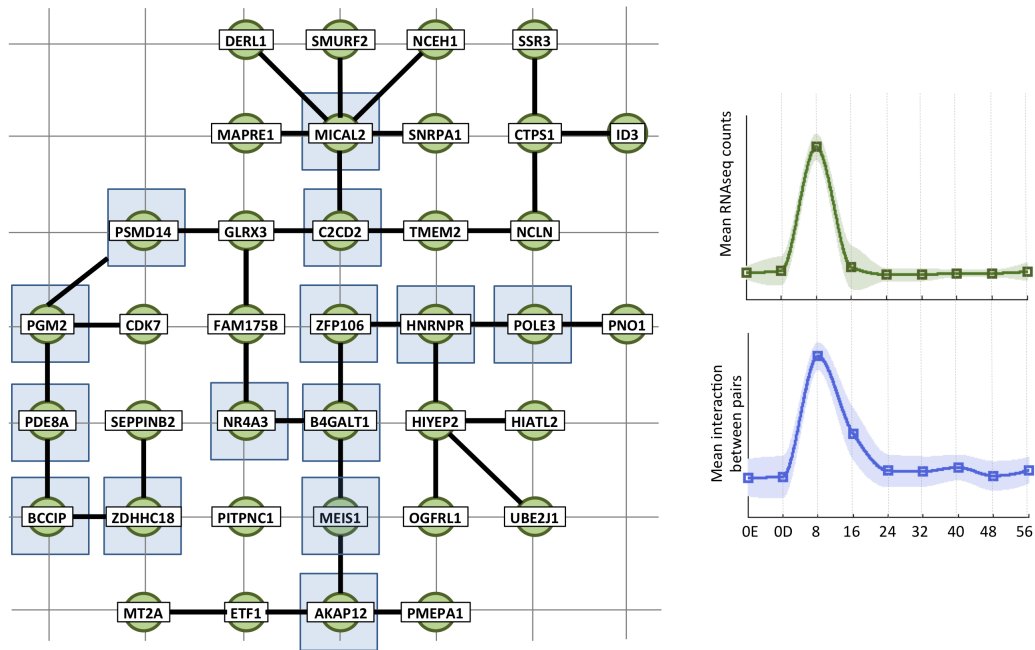 DERL1 SMURF2 NCEH1 SSR3
MAPRE1 MICAL2 SNRPA1 CTPS1 ID3
PSMD14 GLRX3 C2CD2 TMEM2 NCLN
PGM2 CDK7 FAM175B ZFP106 HNRNPR POLE3 PNO1
PDE8A SEPPINB2 NR4A3 B4GALT1 HIYEP2 HIATL2
BCCIP ZDHHC18 PITPNC1 MEIS1 OGFRL1 UBE2J1
MT2A ETF1 AKAP12 PMEPA1
Mean RNAseq counts
Mean interaction
between pairs
0E 0D 8 16 24 32 40 48 56